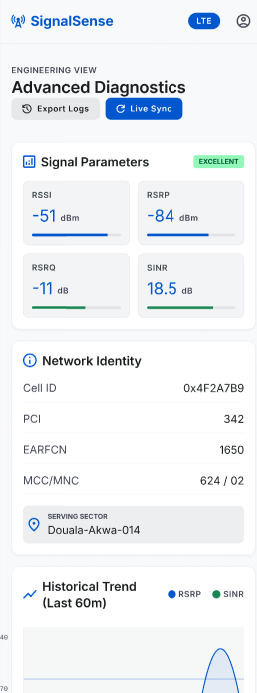 SignalSense
LTE
ENGINEERING VIEW
Advanced Diagnostics
Export Logs
Live Sync
Signal Parameters
EXCELLENT
RSSI
-51 dBm
RSRP
-84 dBm
RSRQ
-11 dB
SINR
18.5 dB
Network Identity
Cell ID 0x4F2A7B9
PCI 342
EARFCN 1650
MCC/MNC 624 / 02
SERVING SECTOR
Douala-Akwa-014
Historical Trend
(Last 60m)
RSRP
SINR
40
70